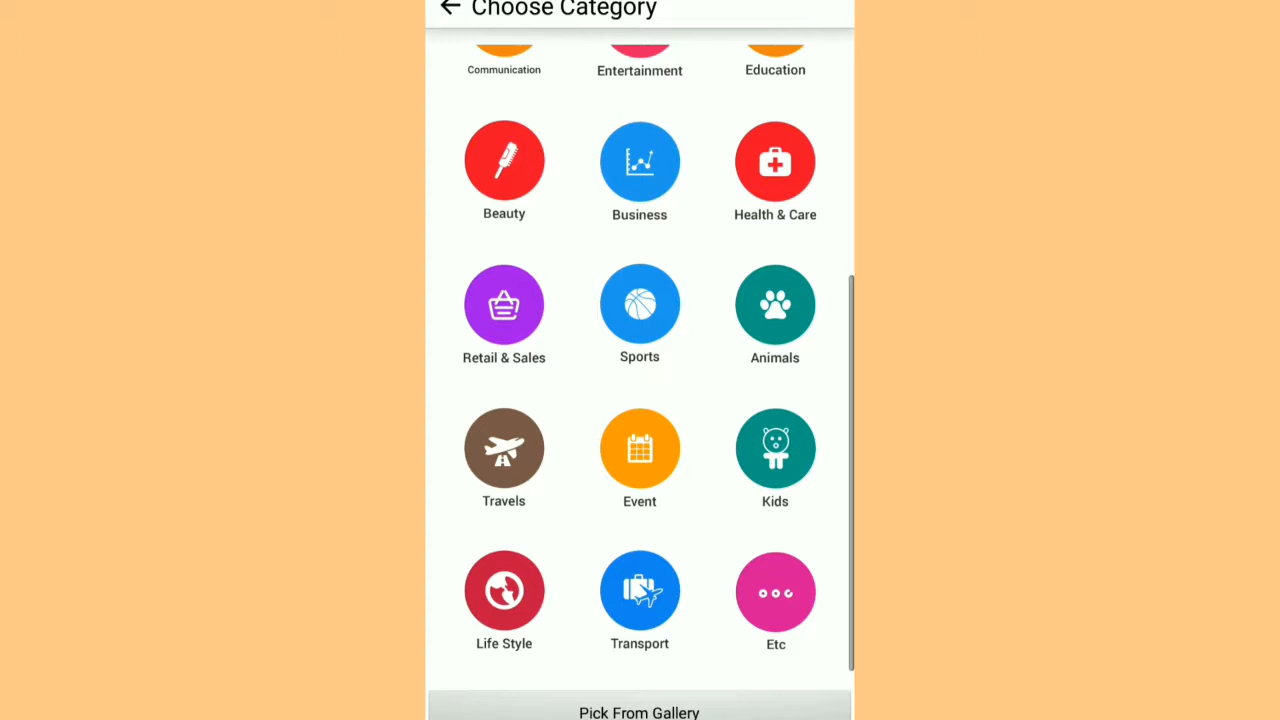 Choose Category
Communication
Entertainment
Education
Beauty
Business
Health & Care
Retail & Sales
Sports
Animals
Travels
Event
Kids
Life Style
Transport
Etc
Pick From Gallery